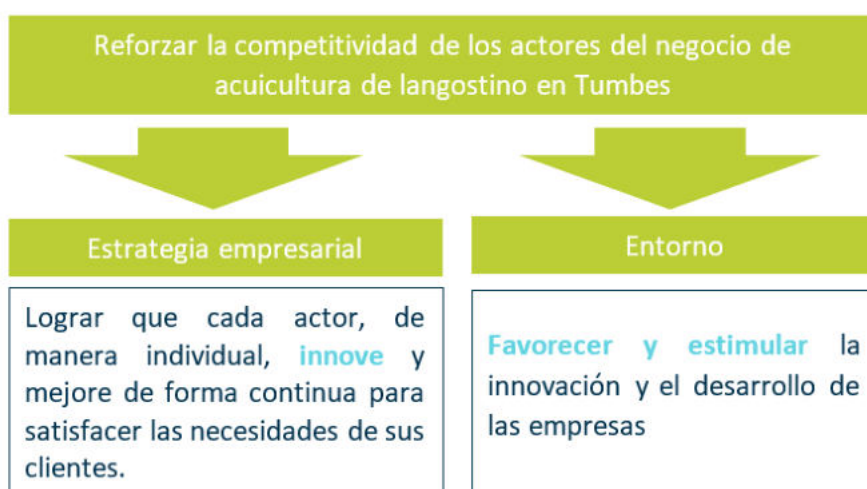 Reforzar la competitividad de los actores del negocio de
acuicultura de langostino en Tumbes
Estrategia empresarial
Lograr que cada actor, de
manera individual, innove y
mejore de forma continua para
satisfacer las necesidades de sus
clientes.
Entorno
Favorecer y estimular la
innovación y el desarrollo de
las empresas